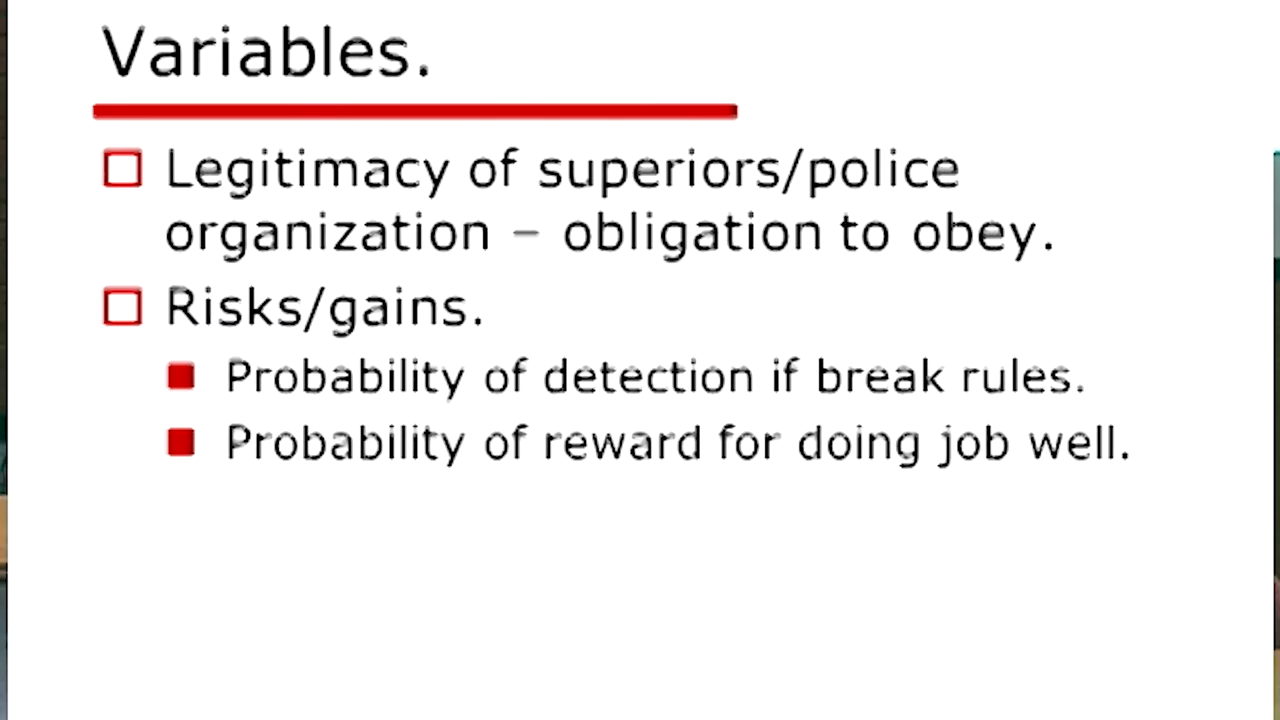 Variables.
Legitimacy of superiors/police
organization – obligation to obey.
Risks/gains.
Probability of detection if break rules.
Probability of reward for doing job well.